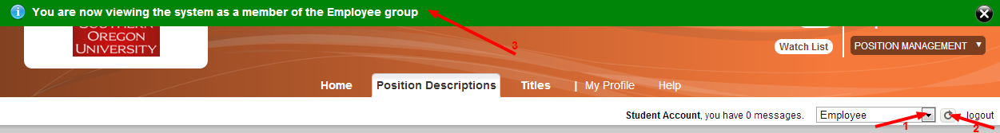 You are now viewing the system as a member of the Employee group
SOUTHERN
OREGON
UNIVERSITY
3
Watch List
POSITION MANAGEMENT
Home Position Descriptions Titles | My Profile Help
Student Account, you have 0 messages. Employee 1 2 logout